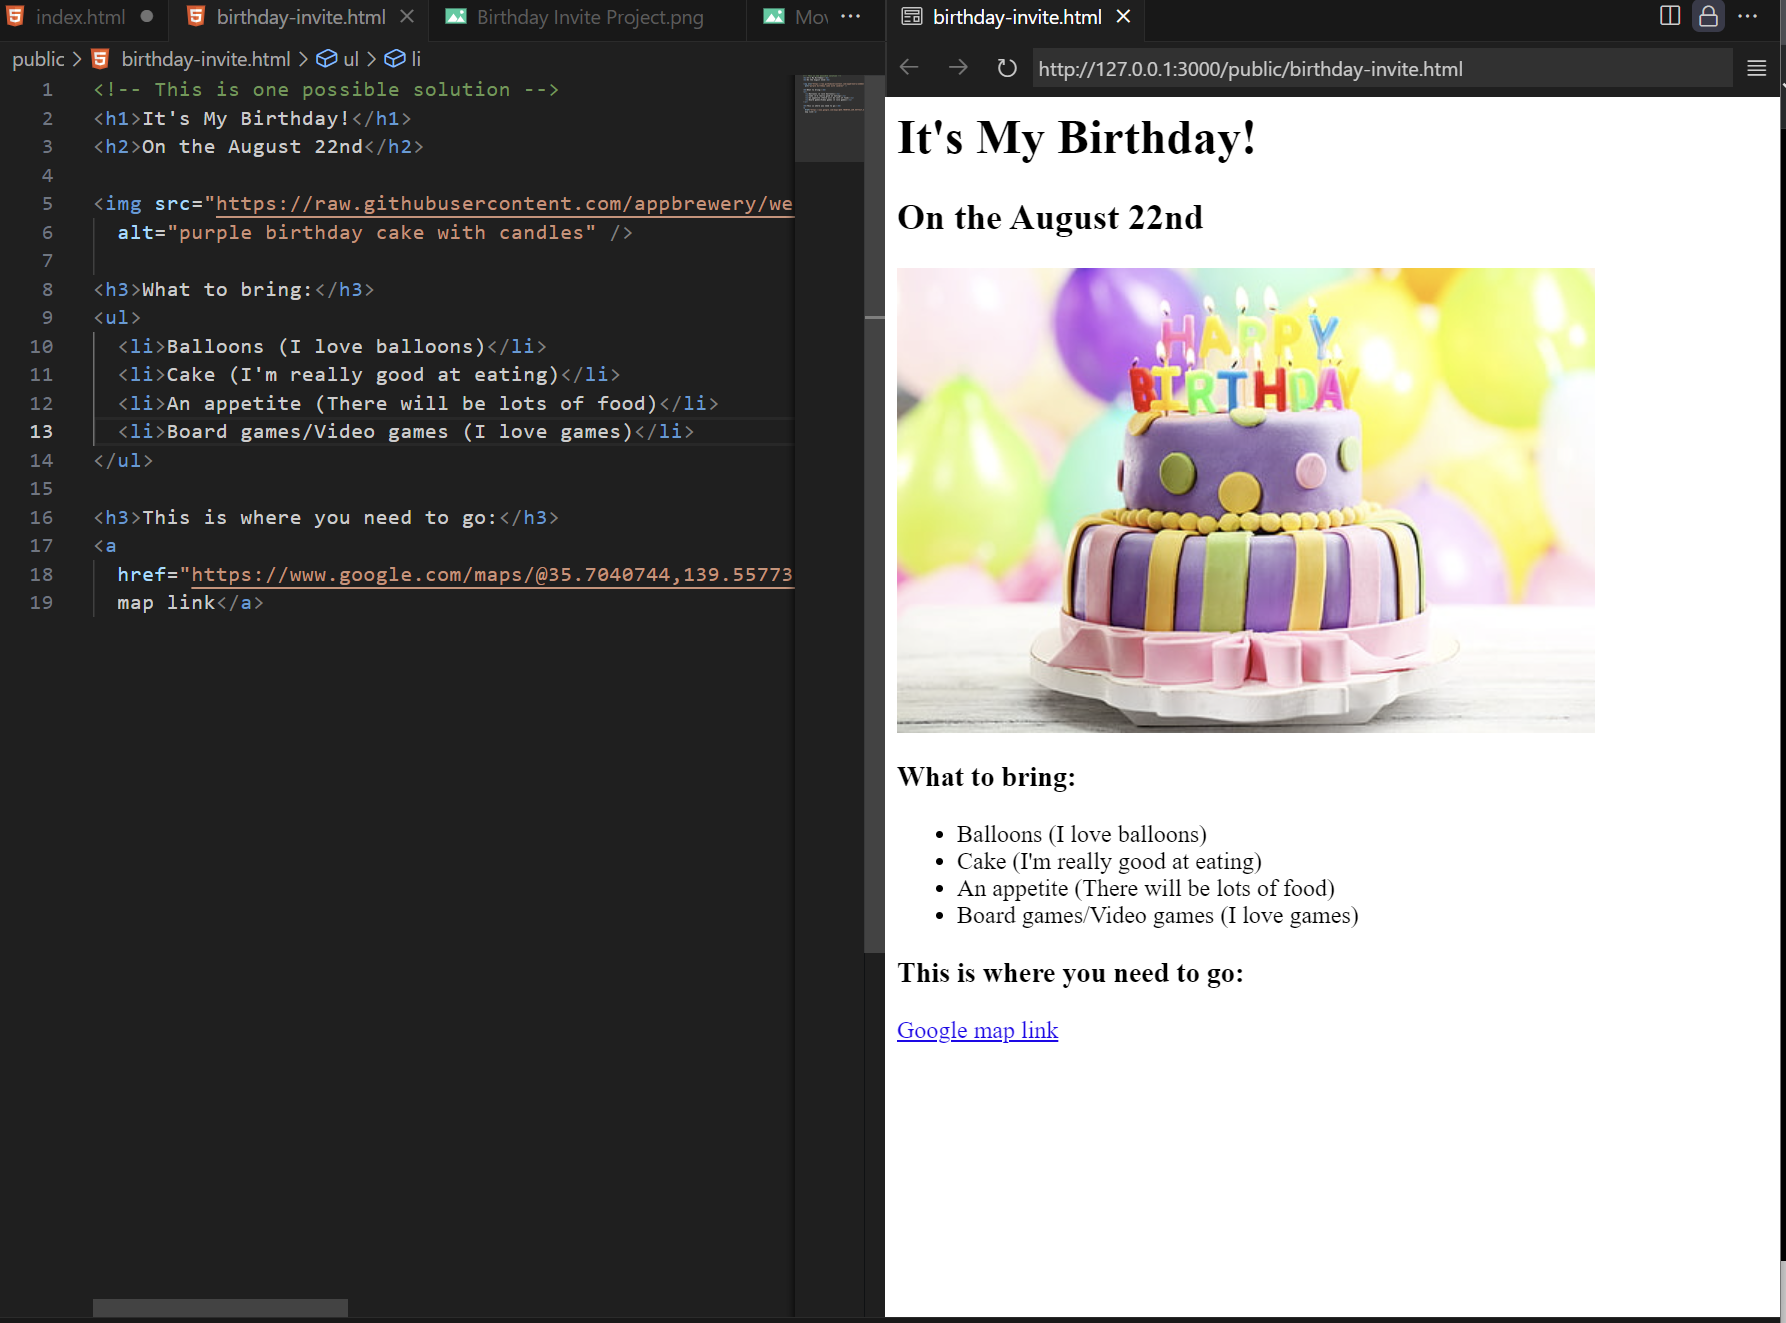 index.html
birthday-invite.html
Birthday Invite Project.png
public > birthday-invite.html > ul > li
1 <!-- This is one possible solution -->
2 <h1>It's My Birthday!</h1>
3 <h2>On the August 22nd</h2>
4
5 <img src="https://raw.githubusercontent.com/appbrewery/we
6 alt="purple birthday cake with candles" />
7
8 <h3>What to bring:</h3>
9 <ul>
10 <li>Balloons (I love balloons)</li>
11 <li>Cake (I'm really good at eating)</li>
12 <li>An appetite (There will be lots of food)</li>
13 <li>Board games/Video games (I love games)</li>
14 </ul>
15
16 <h3>This is where you need to go:</h3>
17 <a
18 href="https://www.google.com/maps/@35.7040744,139.55773
19 map link</a>
birthday-invite.html
http://127.0.0.1:3000/public/birthday-invite.html
It's My Birthday!
On the August 22nd
HAPPY
BIRTHDAY
What to bring:
• Balloons (I love balloons)
• Cake (I'm really good at eating)
• An appetite (There will be lots of food)
• Board games/Video games (I love games)
This is where you need to go:
Google map link